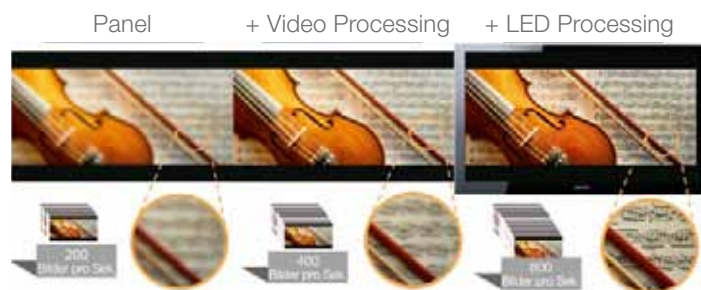 Panel
+ Video Processing
+ LED Processing
200
Bilder pro Sek.
400
Bilder pro Sek.
800
Bilder pro Sek.